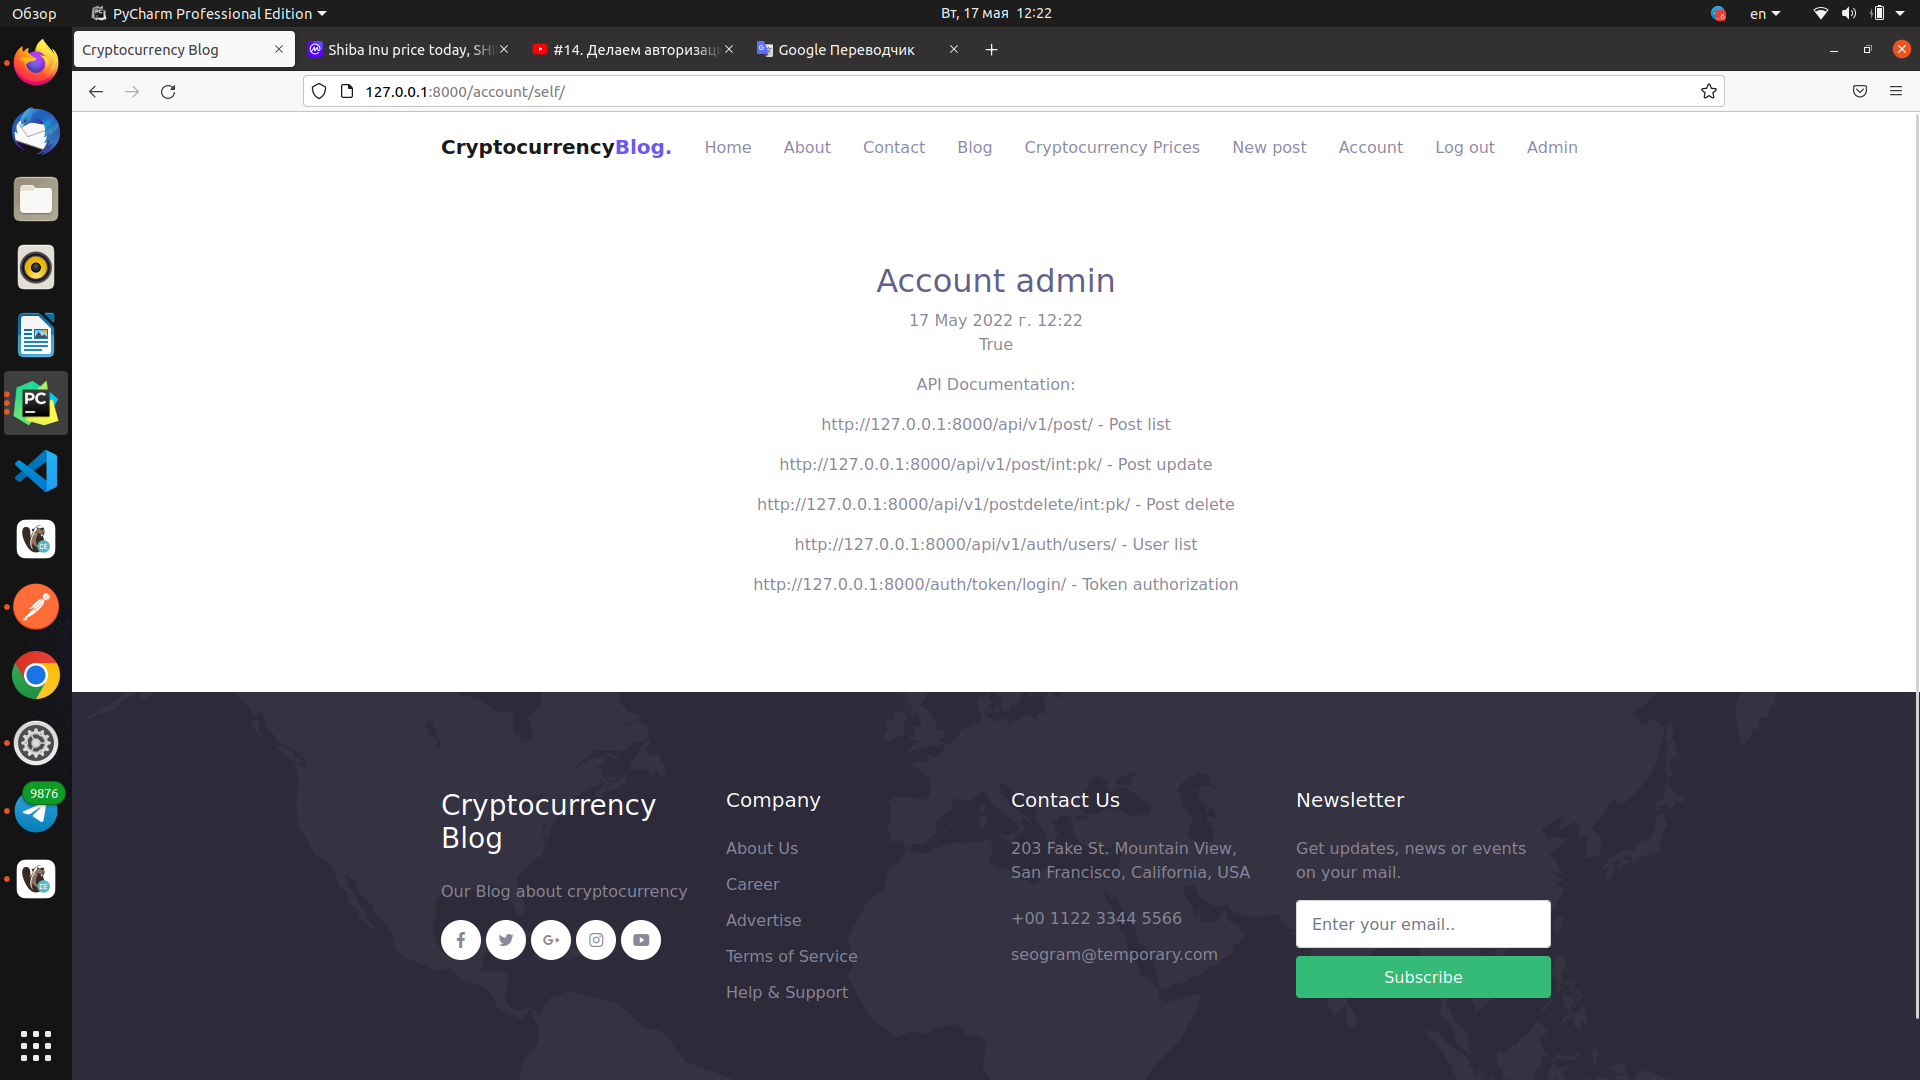 Обзор
PyCharm Professional Edition
Вт, 17 мая 12:22
en
Cryptocurrency Blog
Shiba Inu price today, SHI
#14. Делаем авторизаци
Google Переводчик
127.0.0.1:8000/account/self/
CryptocurrencyBlog.
Home
About
Contact
Blog
Cryptocurrency Prices
New post
Account
Log out
Admin
Account admin
17 May 2022 г. 12:22
True
API Documentation:
http://127.0.0.1:8000/api/v1/post/ - Post list
http://127.0.0.1:8000/api/v1/post/int:pk/ - Post update
http://127.0.0.1:8000/api/v1/postdelete/int:pk/ - Post delete
http://127.0.0.1:8000/api/v1/auth/users/ - User list
http://127.0.0.1:8000/auth/token/login/ - Token authorization
PC
9876
Cryptocurrency
Blog
Our Blog about cryptocurrency
Company
About Us
Career
Advertise
Terms of Service
Help & Support
Contact Us
203 Fake St. Mountain View,
San Francisco, California, USA
+00 1122 3344 5566
seogram@temporary.com
Newsletter
Get updates, news or events
on your mail.
Enter your email..
Subscribe